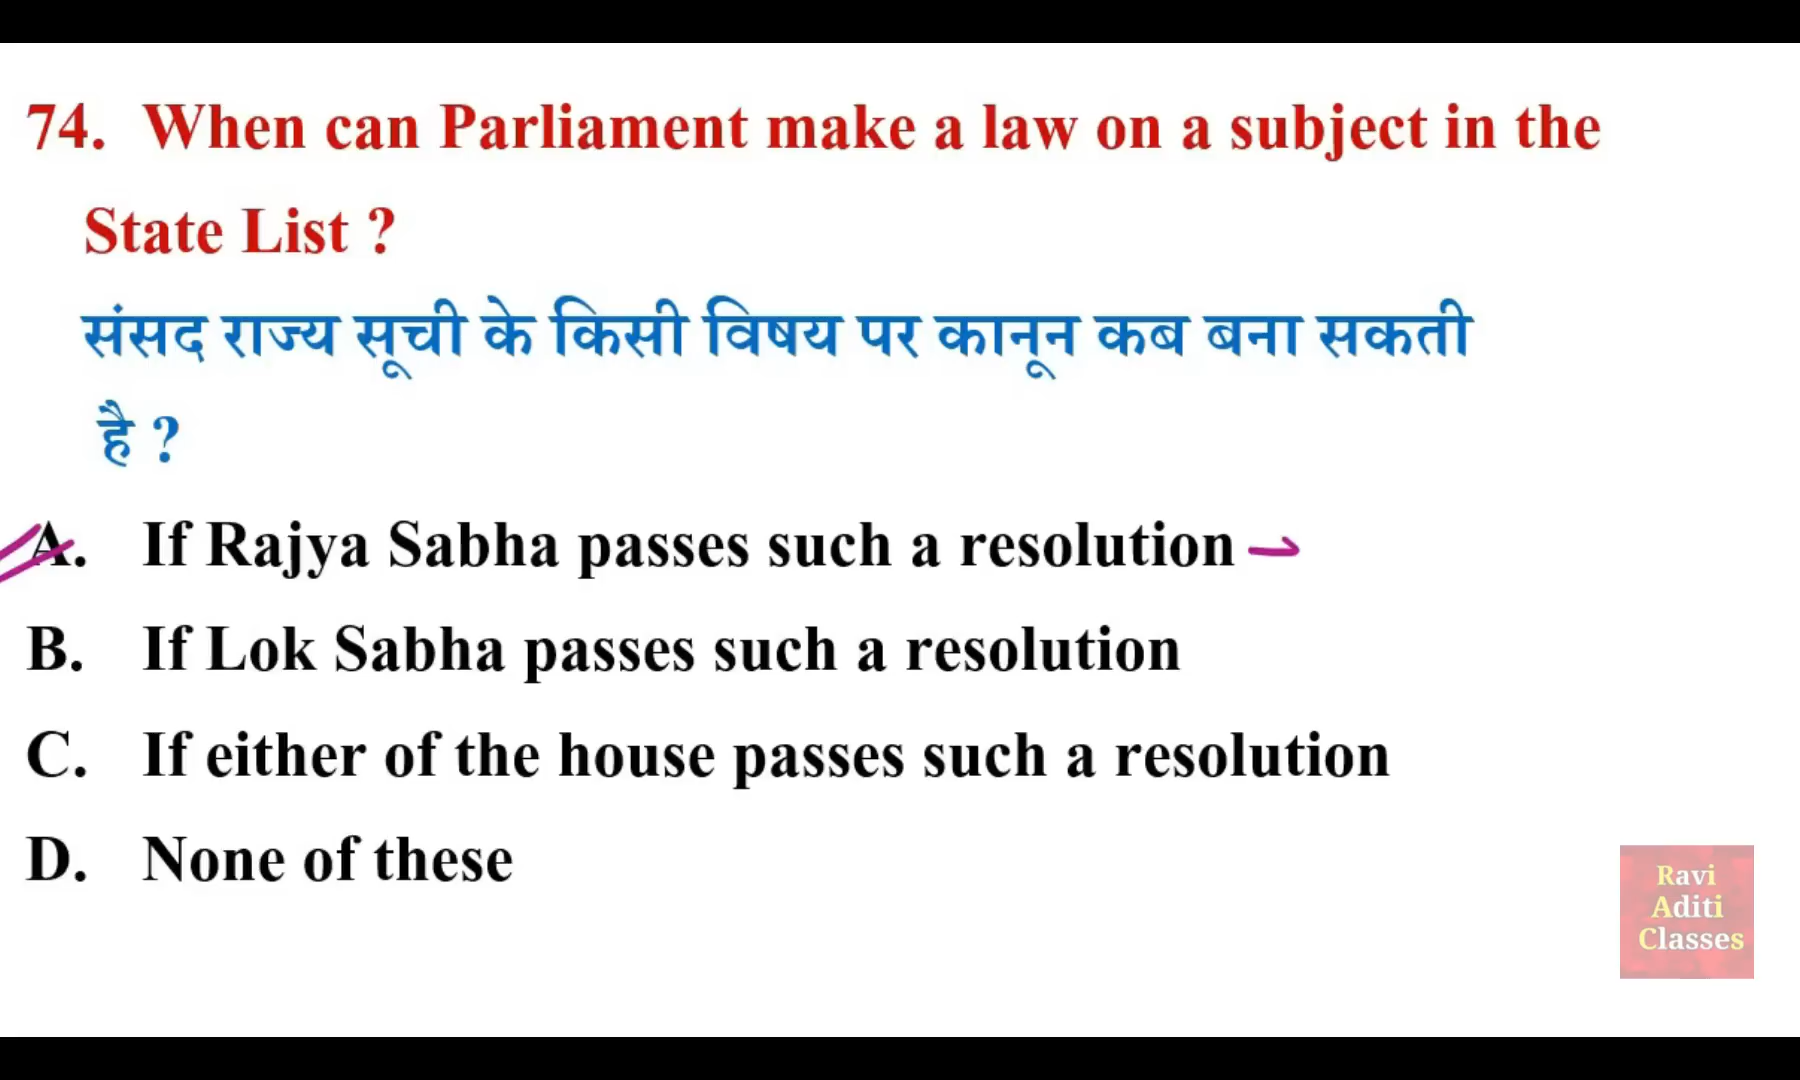 74. When can Parliament make a law on a subject in the
State List ?
संसद राज्य सूची के किसी विषय पर कानून कब बना सकती
है ?
A. If Rajya Sabha passes such a resolution
B. If Lok Sabha passes such a resolution
C. If either of the house passes such a resolution
D. None of these
Ravi
Aditi
Classes